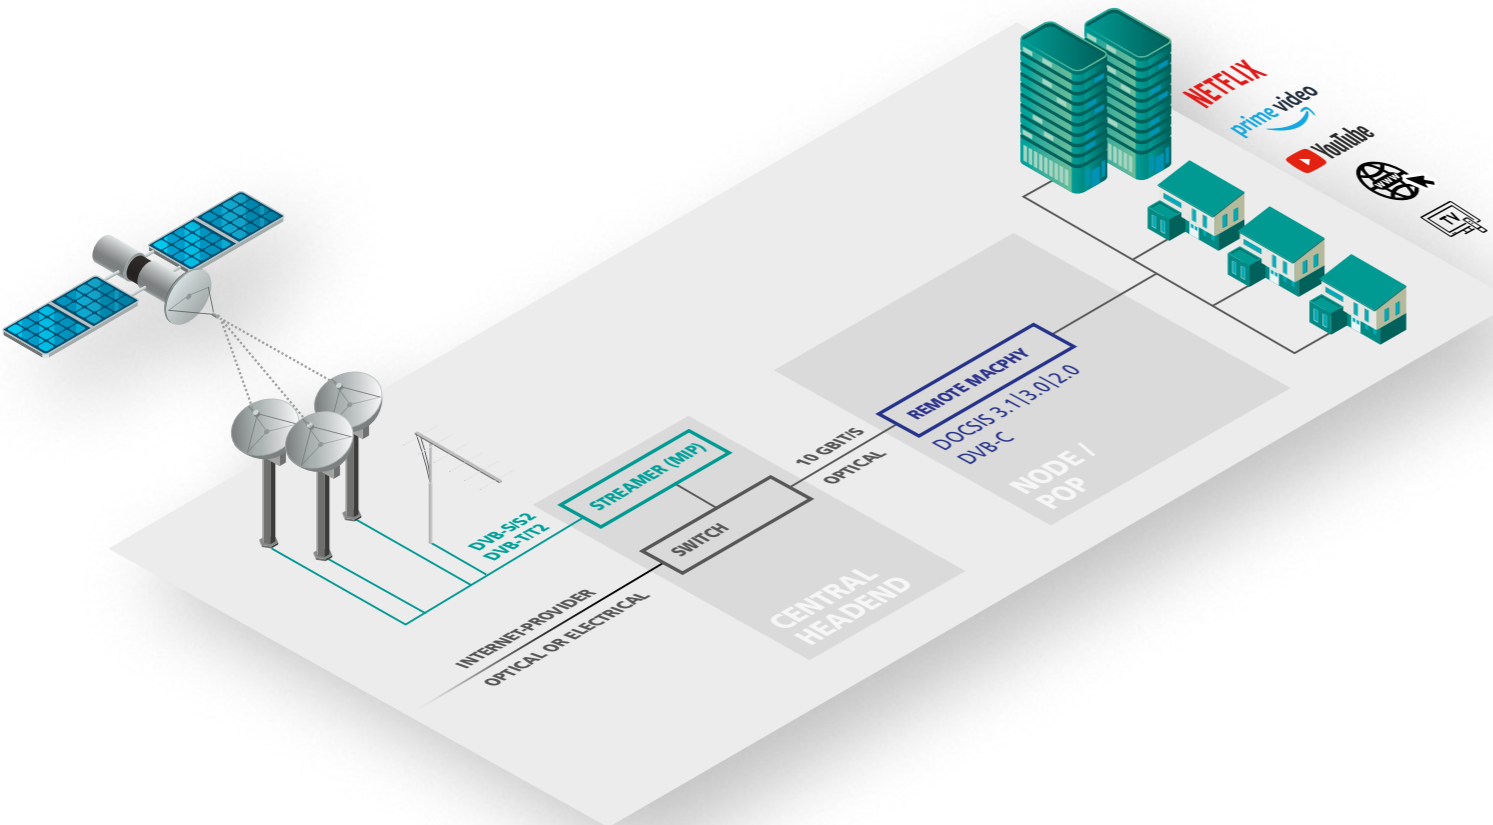 NETFLIX
prime video
YouTube
WWW
TV
REMOTE MACPHY
DOCSIS 3.1|3.0|2.0
DVB-C
NODE /
POP
10 GBIT/S
OPTICAL
STREAMER (MIP)
SWITCH
CENTRAL
HEADEND
DVB-S/S2
DVB-T/T2
INTERNET-PROVIDER
OPTICAL OR ELECTRICAL